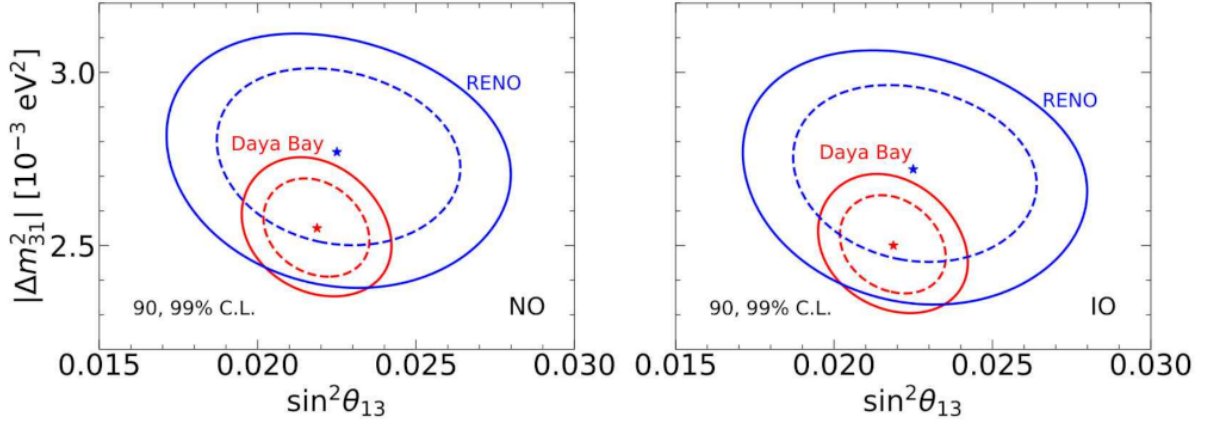 |Δm²₃₁| [10⁻³ eV²]
3.0
2.5
RENO
Daya Bay
90, 99% C.L.
NO
0.015 0.020 0.025 0.030
sin²θ₁₃
RENO
Daya Bay
90, 99% C.L.
IO
0.015 0.020 0.025 0.030
sin²θ₁₃